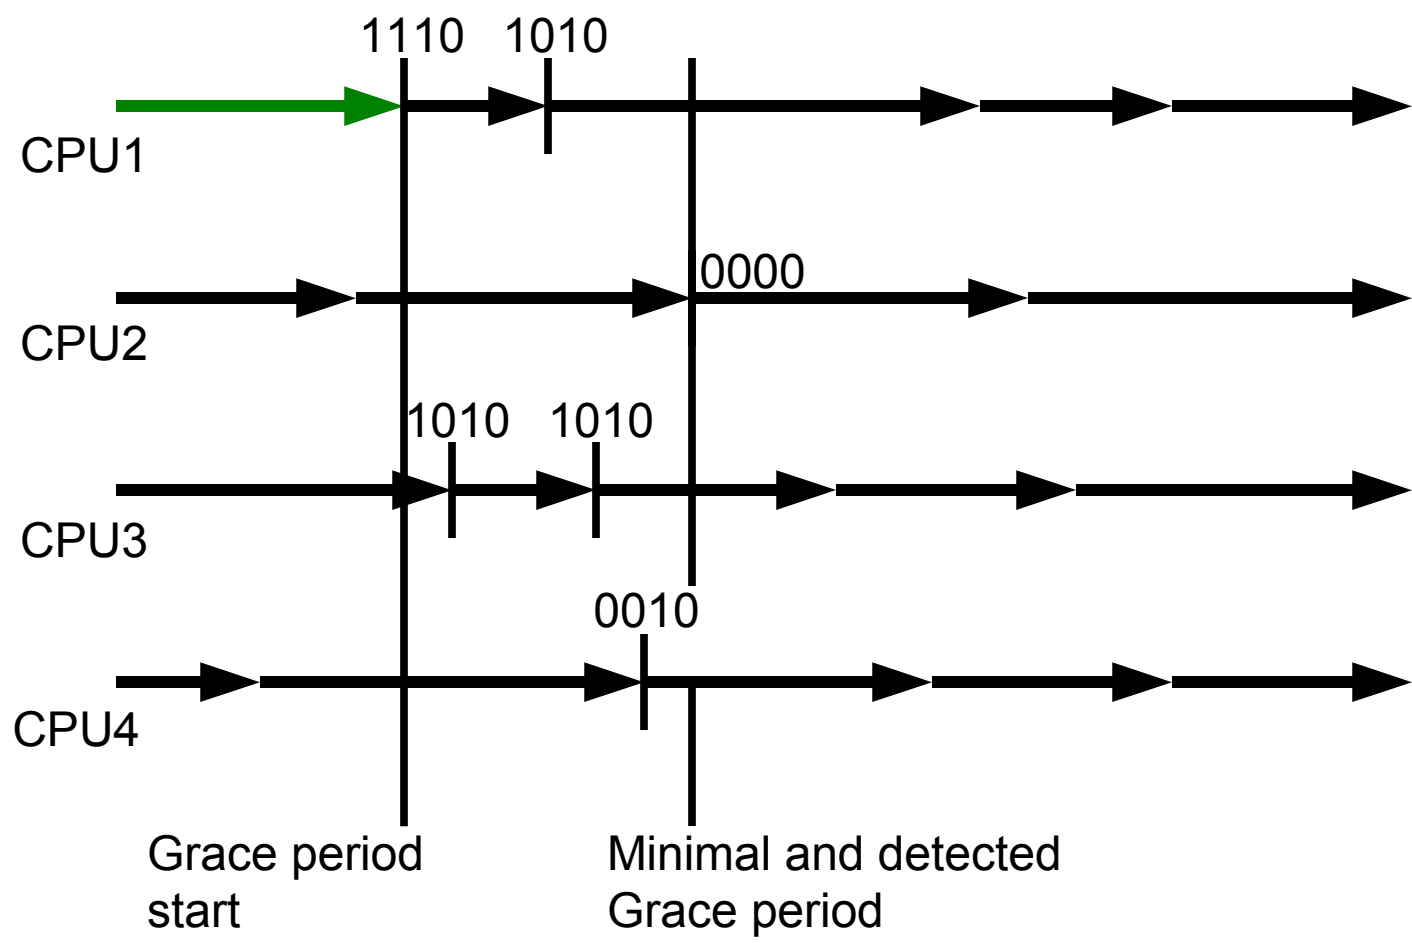 1110 1010
CPU1
0000
CPU2
1010 1010
CPU3
0010
CPU4
Grace period
start
Minimal and detected
Grace period